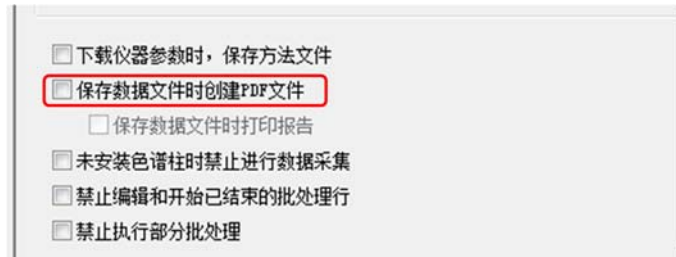 下载仪器参数时，保存方法文件
保存数据文件时创建PDF文件
保存数据文件时打印报告
未安装色谱柱时禁止进行数据采集
禁止编辑和开始已结束的批处理行
禁止执行部分批处理